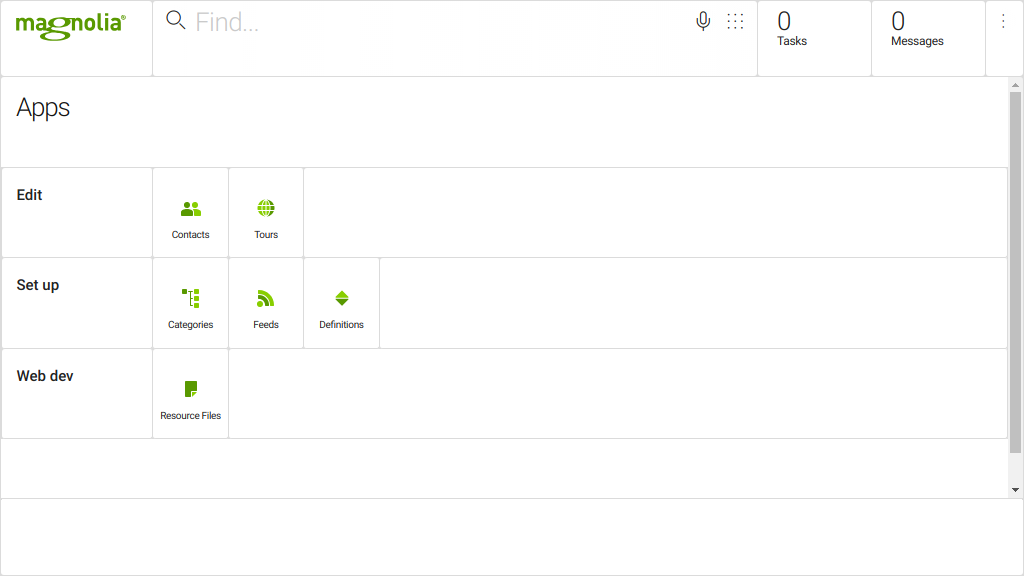 magnolia®
Find...
0
Tasks
0
Messages
Apps
Edit
Contacts
Tours
Set up
Categories
Feeds
Definitions
Web dev
Resource Files